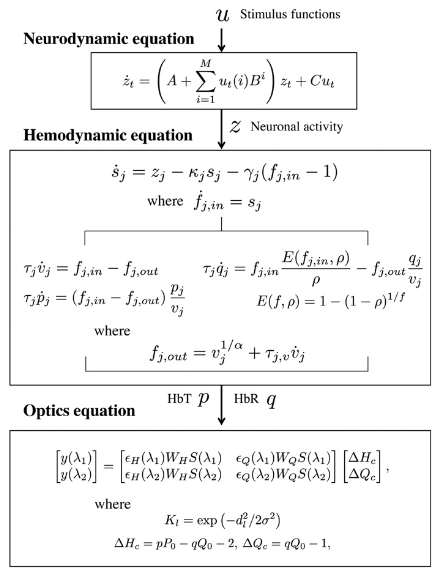 u Stimulus functions
Neurodynamic equation
ż_t = (A + ∑_{i=1}^{M} u_t(i)B^i) z_t + Cu_t
z Neuronal activity
Hemodynamic equation
ṡ_j = z_j − κ_j s_j − γ_j(f_{j,in} − 1)
where ḟ_{j,in} = s_j
τ_j v̇_j = f_{j,in} − f_{j,out} τ_j q̇_j = f_{j,in} E(f_{j,in}, ρ)/ρ − f_{j,out} q_j/v_j
τ_j ṗ_j = (f_{j,in} − f_{j,out}) p_j/v_j E(f, ρ) = 1 − (1 − ρ)^{1/f}
where
f_{j,out} = v_j^{1/α} + τ_{j,v} v̇_j
HbT p HbR q
Optics equation
[y(λ_1)] = [ϵ_H(λ_1)W_H S(λ_1) ϵ_Q(λ_1)W_Q S(λ_1)] [ΔH_c]
[y(λ_2)] [ϵ_H(λ_2)W_H S(λ_2) ϵ_Q(λ_2)W_Q S(λ_2)] [ΔQ_c],
where
K_l = exp(−d_l^2/2σ^2)
ΔH_c = pP_0 − qQ_0 − 2, ΔQ_c = qQ_0 − 1,